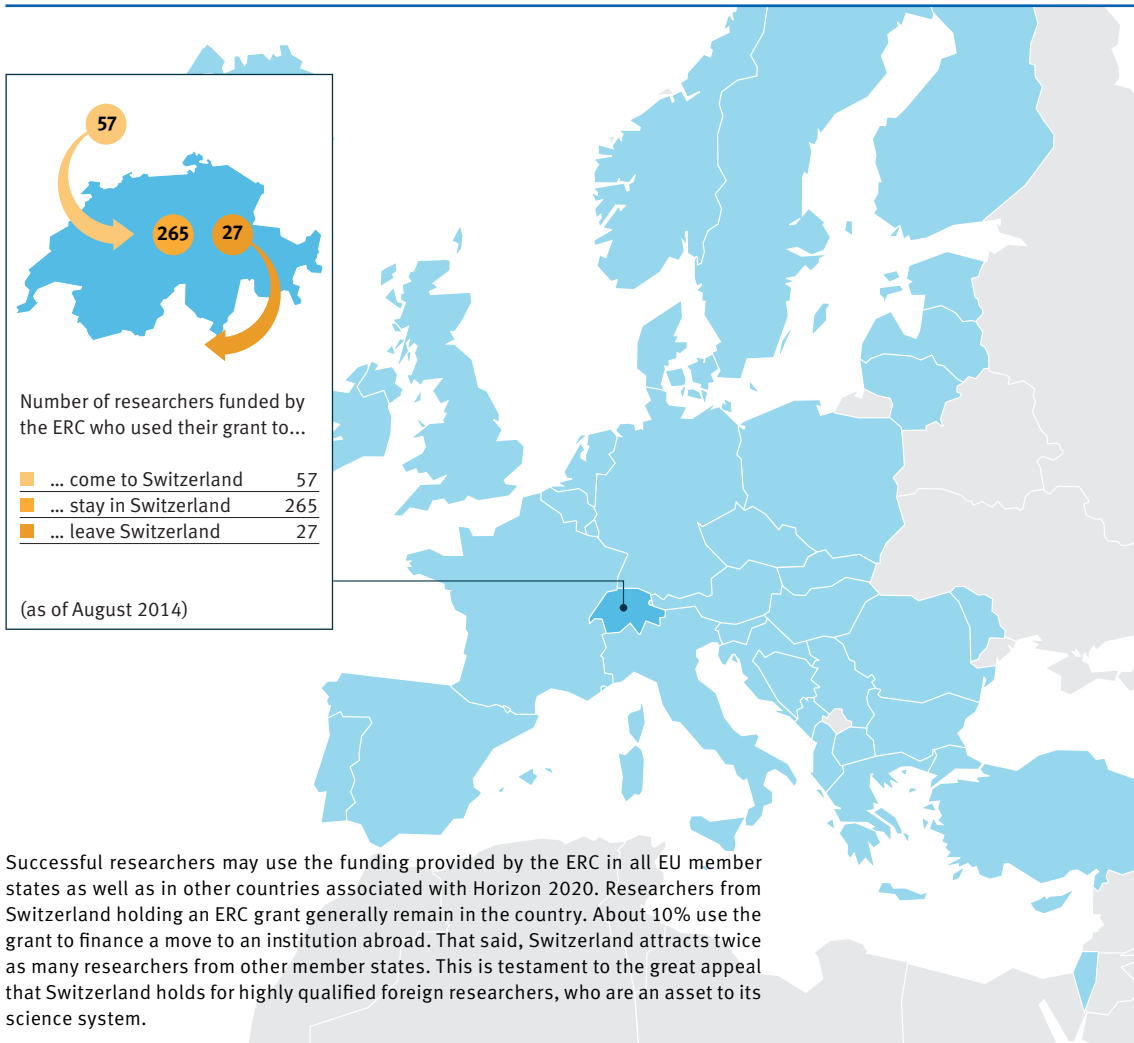 57
265
27
Number of researchers funded by
the ERC who used their grant to...
... come to Switzerland 57
... stay in Switzerland 265
... leave Switzerland 27
(as of August 2014)
Successful researchers may use the funding provided by the ERC in all EU member
states as well as in other countries associated with Horizon 2020. Researchers from
Switzerland holding an ERC grant generally remain in the country. About 10% use the
grant to finance a move to an institution abroad. That said, Switzerland attracts twice
as many researchers from other member states. This is testament to the great appeal
that Switzerland holds for highly qualified foreign researchers, who are an asset to its
science system.